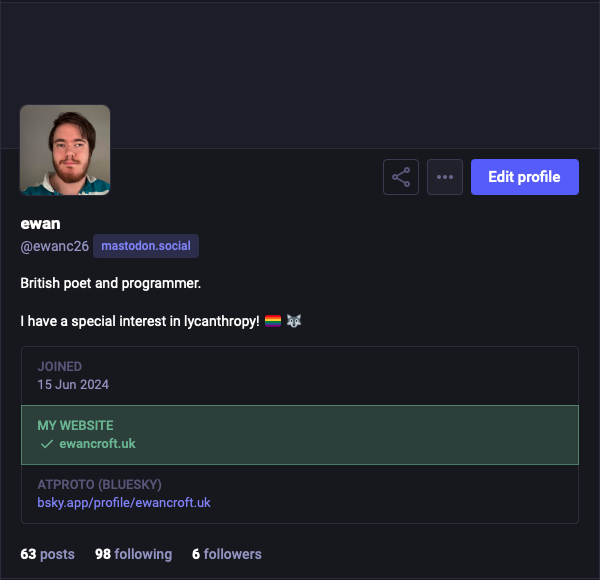 Edit profile
ewan
@ewanc26 mastodon.social
British poet and programmer.
I have a special interest in lycanthropy! 🏳️‍🌈 🐺
JOINED
15 Jun 2024
MY WEBSITE
✓ ewancroft.uk
ATPROTO (BLUESKY)
bsky.app/profile/ewancroft.uk
63 posts 98 following 6 followers